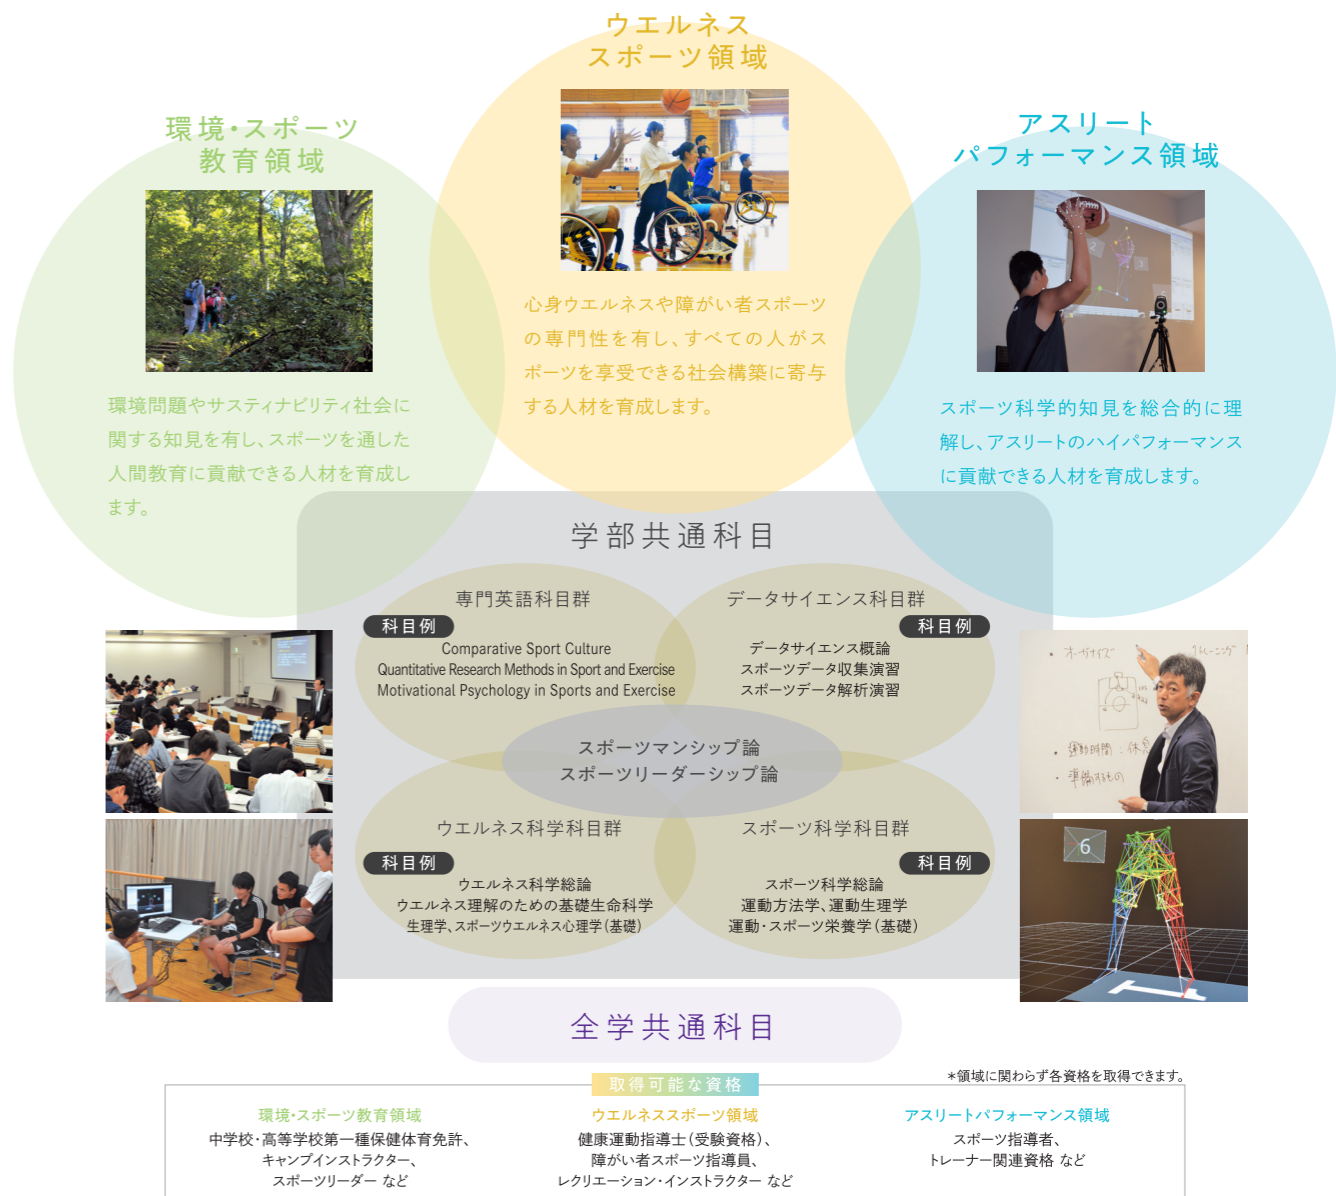 ウエルネス
スポーツ領域
環境・スポーツ
教育領域
アスリート
パフォーマンス領域
心身ウエルネスや障がい者スポーツ
の専門性を有し、すべての人がス
ポーツを享受できる社会構築に寄与
する人材を育成します。
環境問題やサスティナビリティ社会に
関する知見を有し、スポーツを通した
人間教育に貢献できる人材を育成し
ます。
スポーツ科学的知見を総合的に理
解し、アスリートのハイパフォーマンス
に貢献できる人材を育成します。
学部共通科目
専門英語科目群
科目例
Comparative Sport Culture
Quantitative Research Methods in Sport and Exercise
Motivational Psychology in Sports and Exercise
データサイエンス科目群
科目例
データサイエンス概論
スポーツデータ収集演習
スポーツデータ解析演習
スポーツマンシップ論
スポーツリーダーシップ論
ウエルネス科学科目群
科目例
ウエルネス科学総論
ウエルネス理解のための基礎生命科学
生理学、スポーツウエルネス心理学(基礎)
スポーツ科学科目群
科目例
スポーツ科学総論
運動方法学、運動生理学
運動・スポーツ栄養学(基礎)
・オーガナイズ
トレーニング
・運動時間:休息
・準備するもの
6
全学共通科目
*領域に関わらず各資格を取得できます。
取得可能な資格
環境・スポーツ教育領域
中学校・高等学校第一種保健体育免許、
キャンプインストラクター、
スポーツリーダー など
ウエルネススポーツ領域
健康運動指導士(受験資格)、
障がい者スポーツ指導員、
レクリエーション・インストラクター など
アスリートパフォーマンス領域
スポーツ指導者、
トレーナー関連資格 など